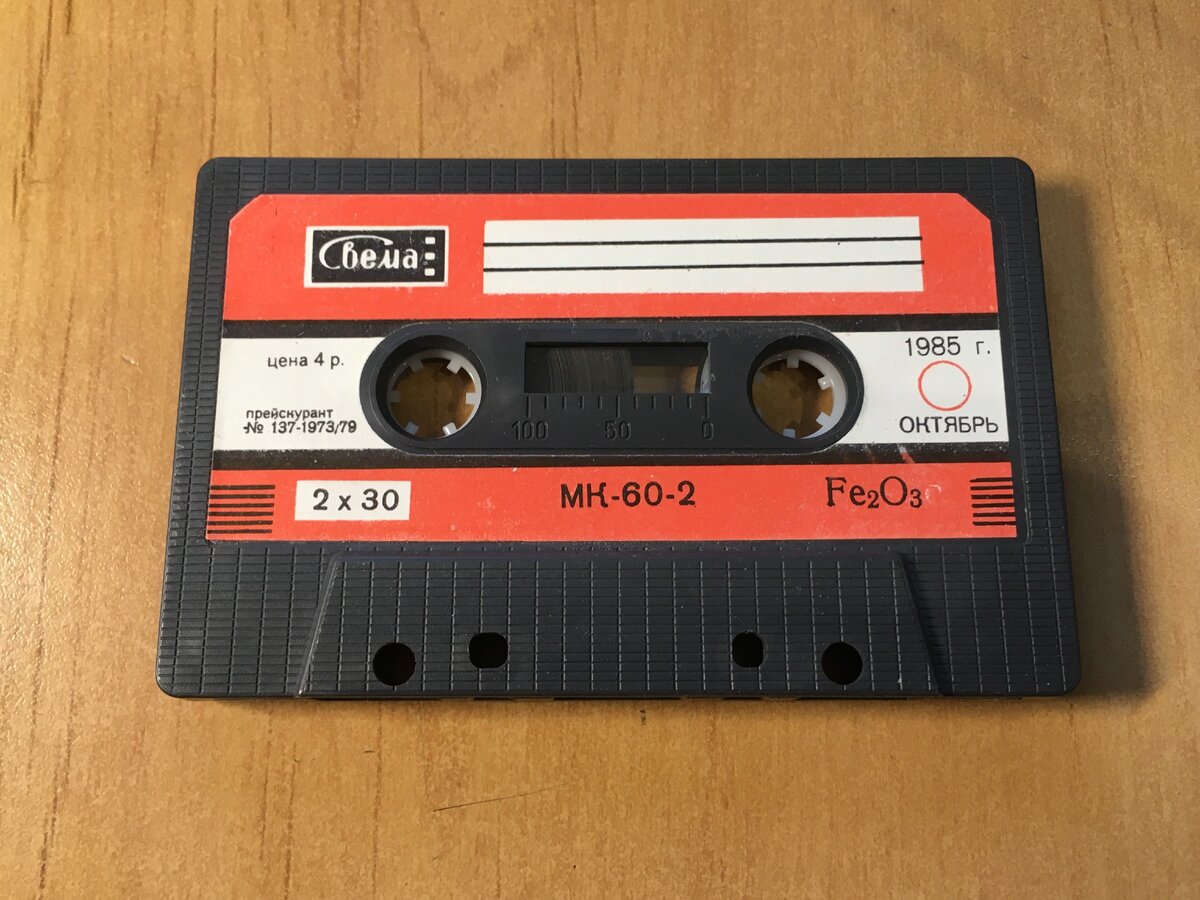 Свема
цена 4 р.
прейскурант
№ 137-1973/79
100 50 0
1985 г.
ОКТЯБРЬ
2 x 30
МК-60-2
Fe₂O₃